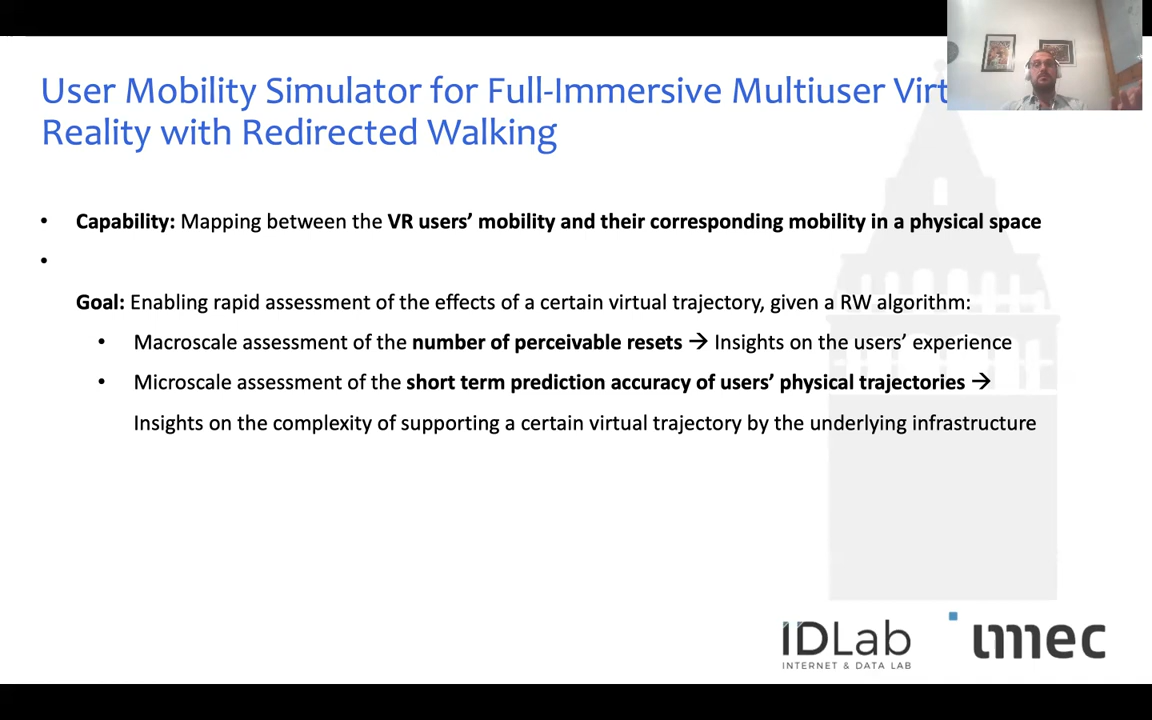 User Mobility Simulator for Full-Immersive Multiuser Virt
Reality with Redirected Walking
• Capability: Mapping between the VR users’ mobility and their corresponding mobility in a physical space
•
Goal: Enabling rapid assessment of the effects of a certain virtual trajectory, given a RW algorithm:
• Macroscale assessment of the number of perceivable resets → Insights on the users’ experience
• Microscale assessment of the short term prediction accuracy of users’ physical trajectories →
Insights on the complexity of supporting a certain virtual trajectory by the underlying infrastructure
IDLab
INTERNET & DATA LAB
imec